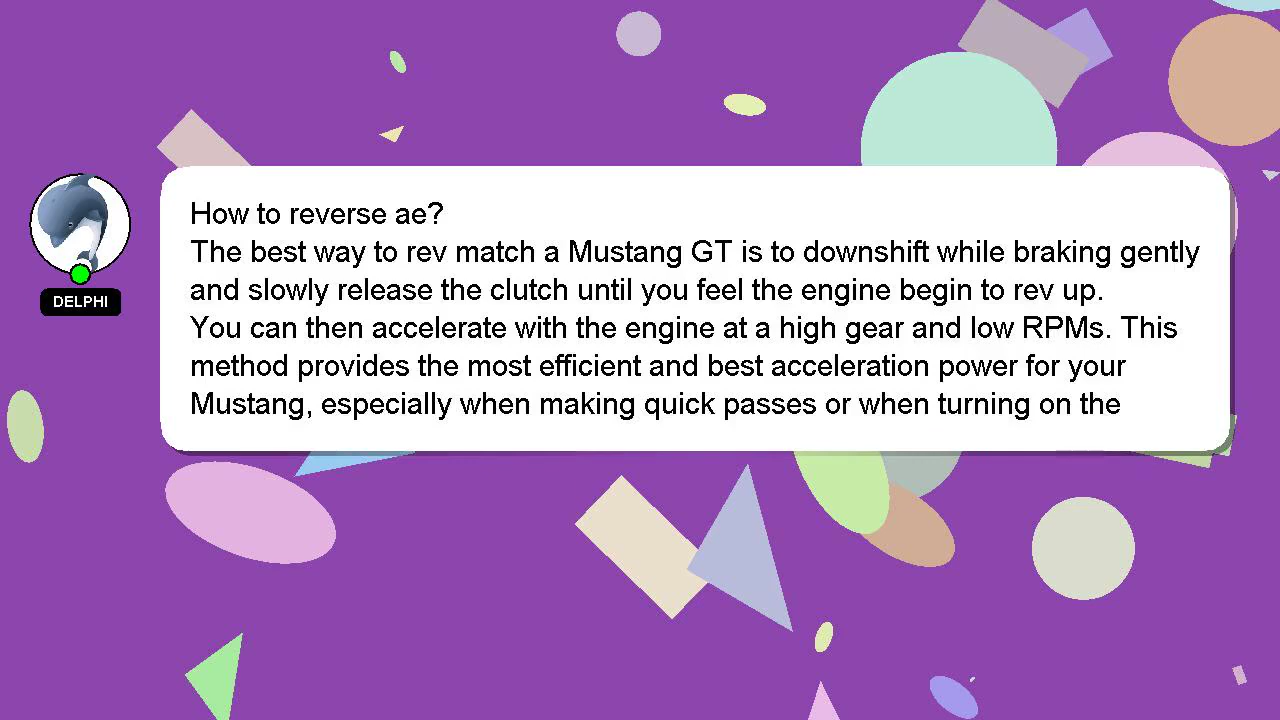 How to reverse ae?
The best way to rev match a Mustang GT is to downshift while braking gently
and slowly release the clutch until you feel the engine begin to rev up.
You can then accelerate with the engine at a high gear and low RPMs. This
method provides the most efficient and best acceleration power for your
Mustang, especially when making quick passes or when turning on the
DELPHI